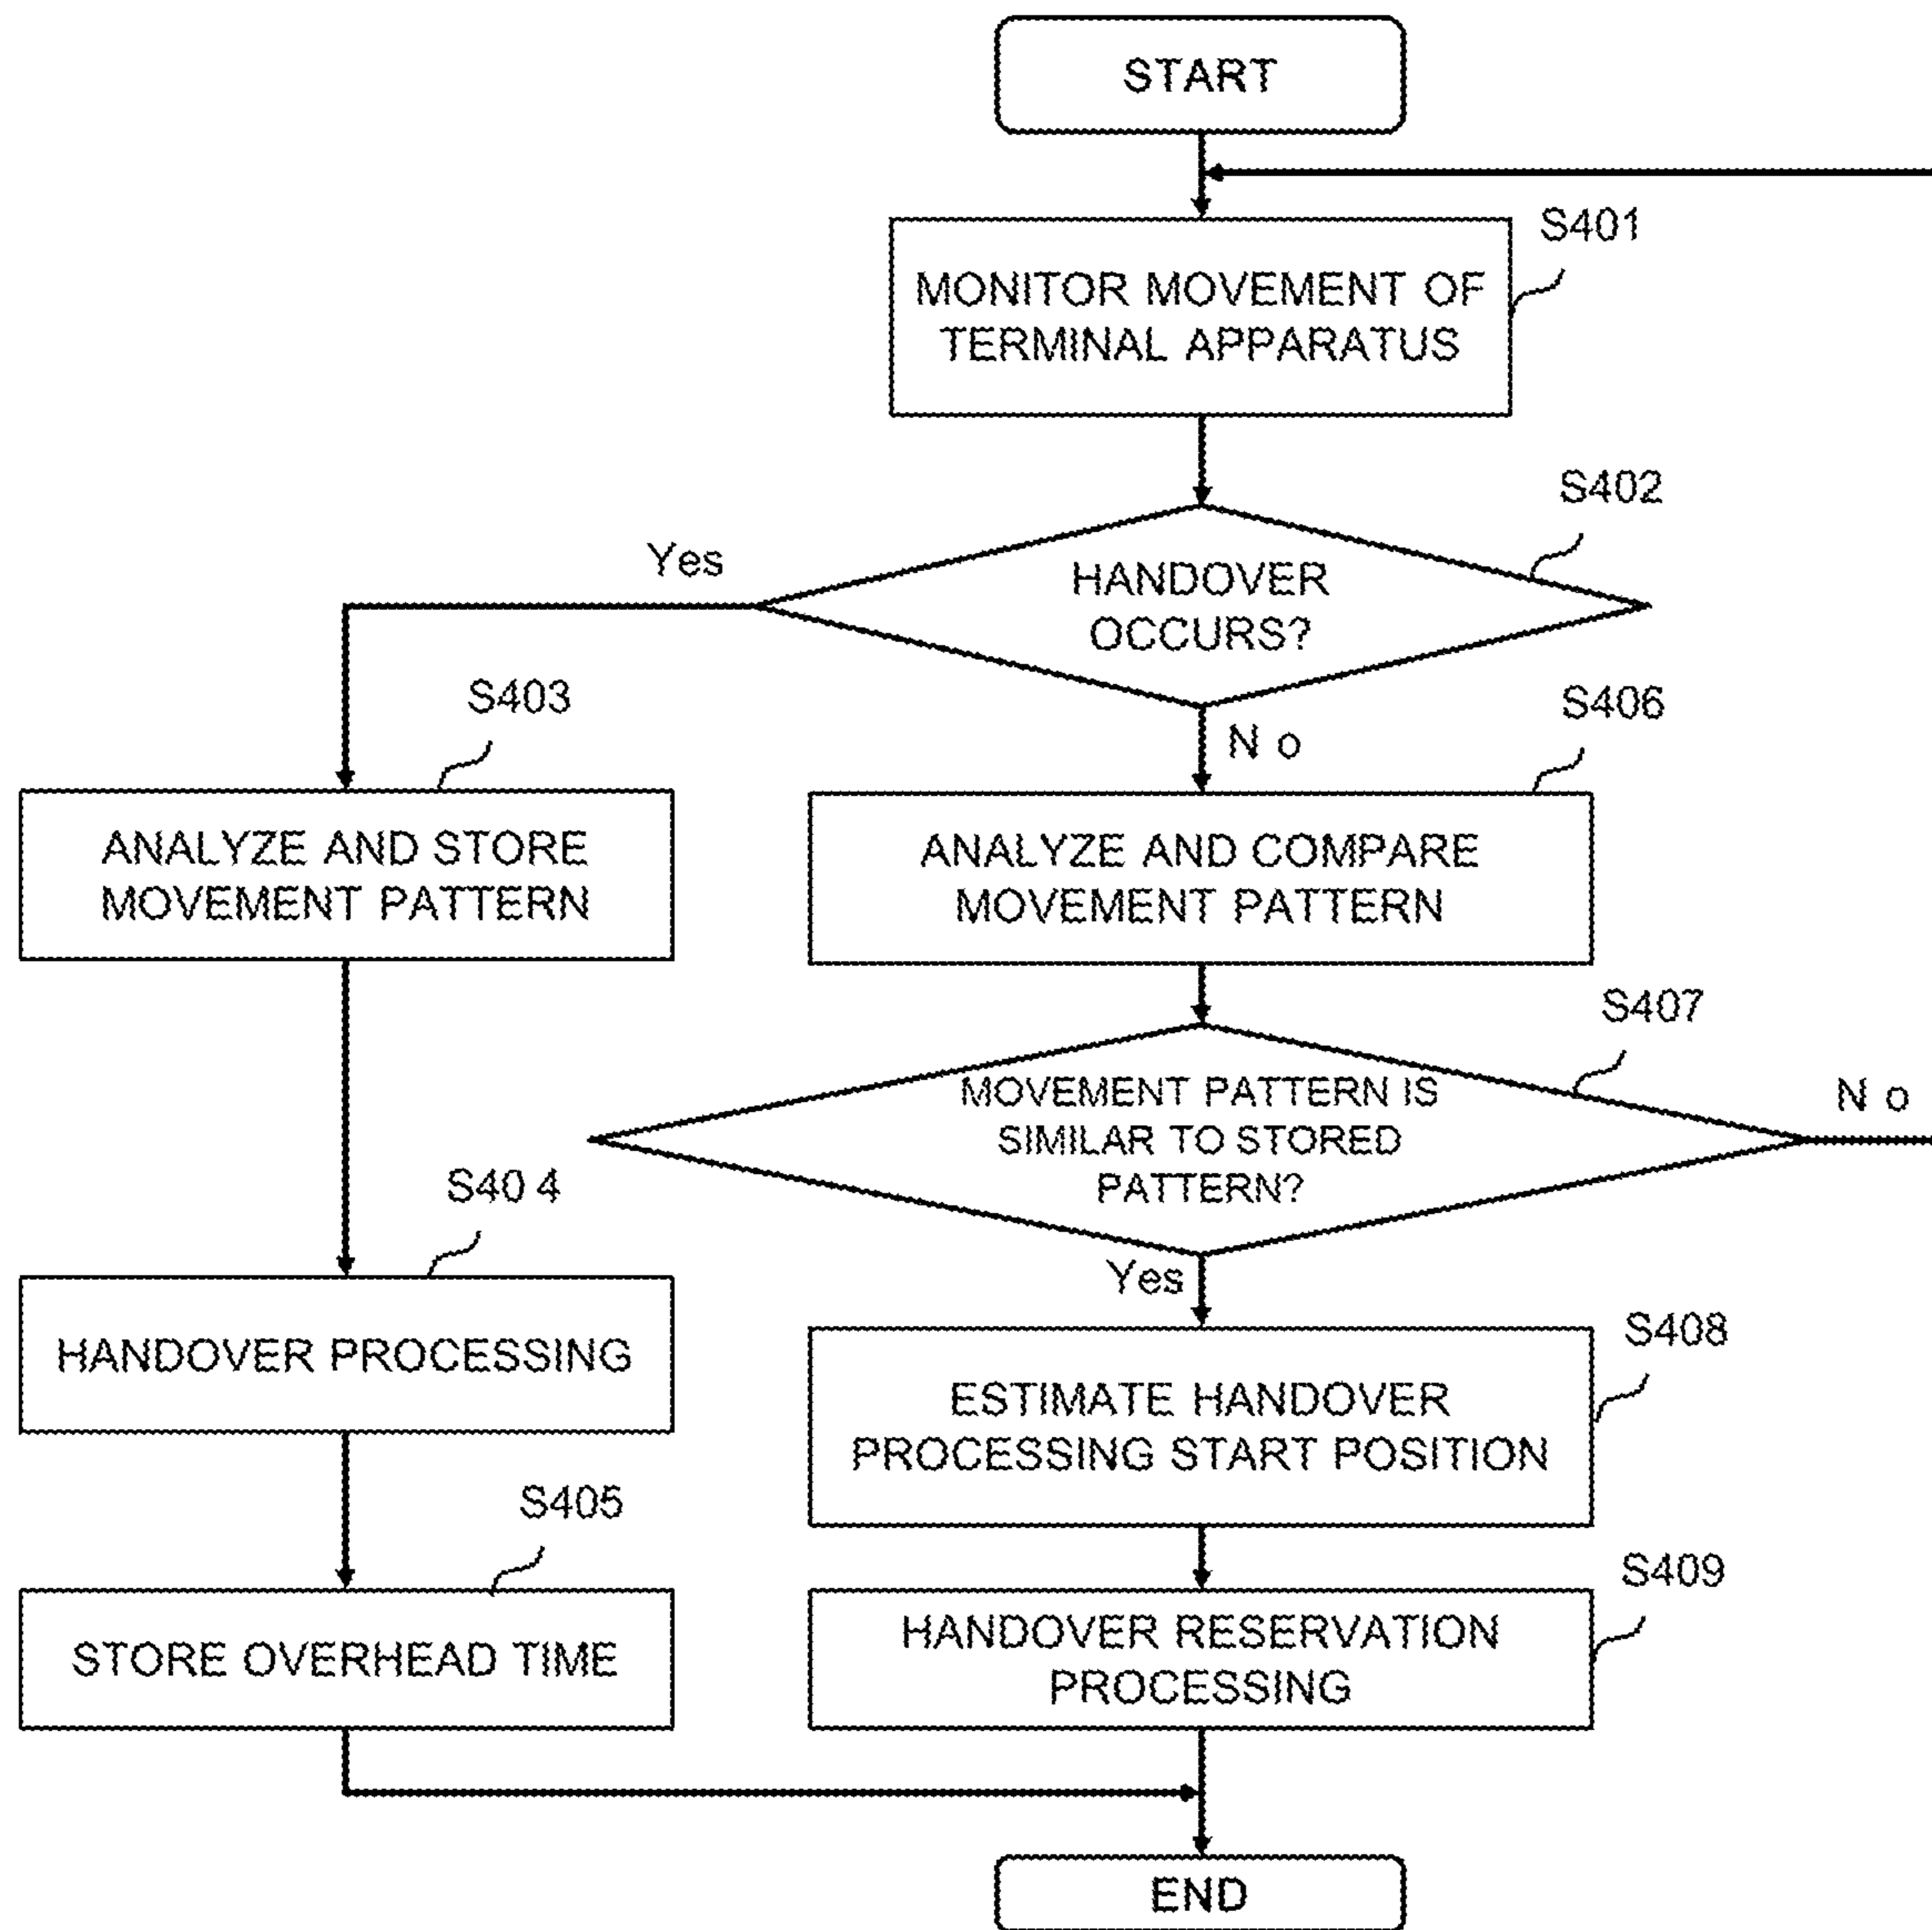 START
S401
MONITOR MOVEMENT OF
TERMINAL APPARATUS
S402
Yes
HANDOVER
OCCURS?
S403
No
S406
ANALYZE AND STORE
MOVEMENT PATTERN
ANALYZE AND COMPARE
MOVEMENT PATTERN
S407
MOVEMENT PATTERN IS
SIMILAR TO STORED
PATTERN?
No
S40 4
Yes
HANDOVER PROCESSING
S408
ESTIMATE HANDOVER
PROCESSING START POSITION
S405
STORE OVERHEAD TIME
S409
HANDOVER RESERVATION
PROCESSING
END